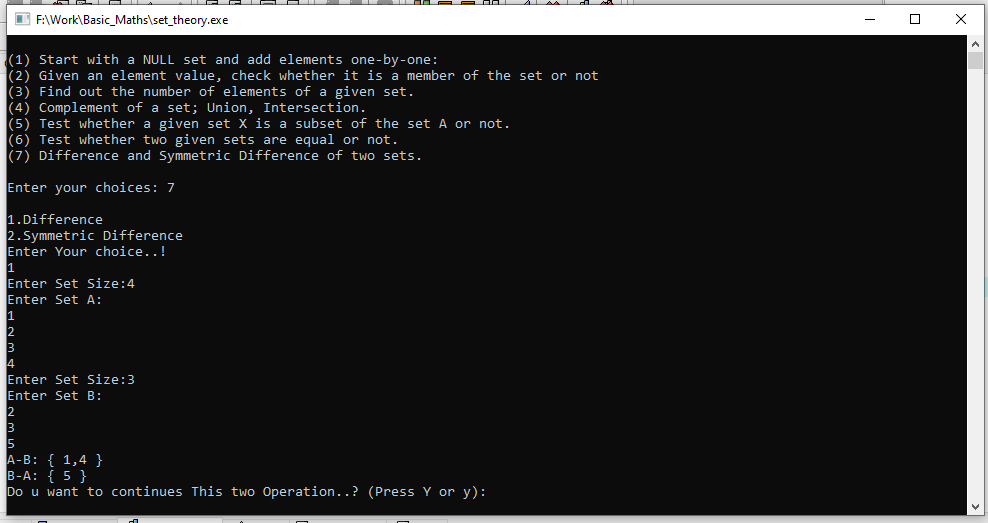 F:\Work\Basic_Maths\set_theory.exe
(1) Start with a NULL set and add elements one-by-one:
(2) Given an element value, check whether it is a member of the set or not
(3) Find out the number of elements of a given set.
(4) Complement of a set; Union, Intersection.
(5) Test whether a given set X is a subset of the set A or not.
(6) Test whether two given sets are equal or not.
(7) Difference and Symmetric Difference of two sets.
Enter your choices: 7
1.Difference
2.Symmetric Difference
Enter Your choice..!
1
Enter Set Size:4
Enter Set A:
1
2
3
4
Enter Set Size:3
Enter Set B:
2
3
5
A-B: { 1,4 }
B-A: { 5 }
Do u want to continues This two Operation..? (Press Y or y):